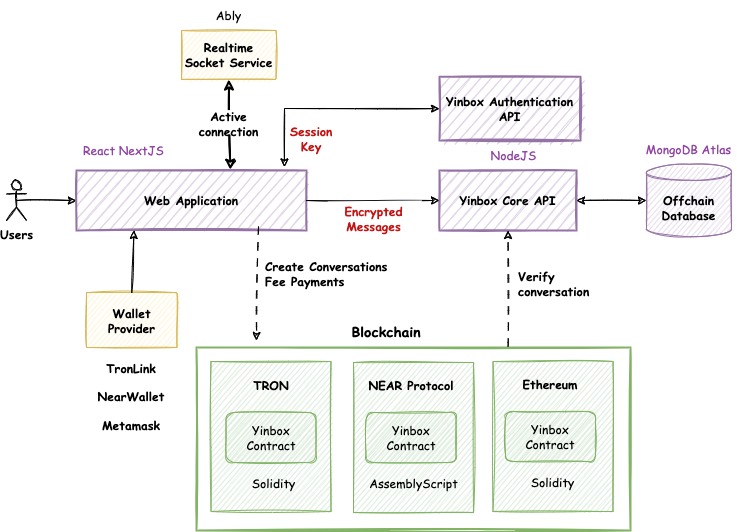 Ably
Realtime
Socket Service
Active
connection
Session
Key
Yinbox Authentication
API
React NextJS
NodeJS
MongoDB Atlas
Web Application
Encrypted
Messages
Yinbox Core API
Offchain
Database
Users
Create Conversations
Fee Payments
Verify
conversation
Wallet
Provider
TronLink
NearWallet
Metamask
Blockchain
TRON
Yinbox
Contract
Solidity
NEAR Protocol
Yinbox
Contract
AssemblyScript
Ethereum
Yinbox
Contract
Solidity